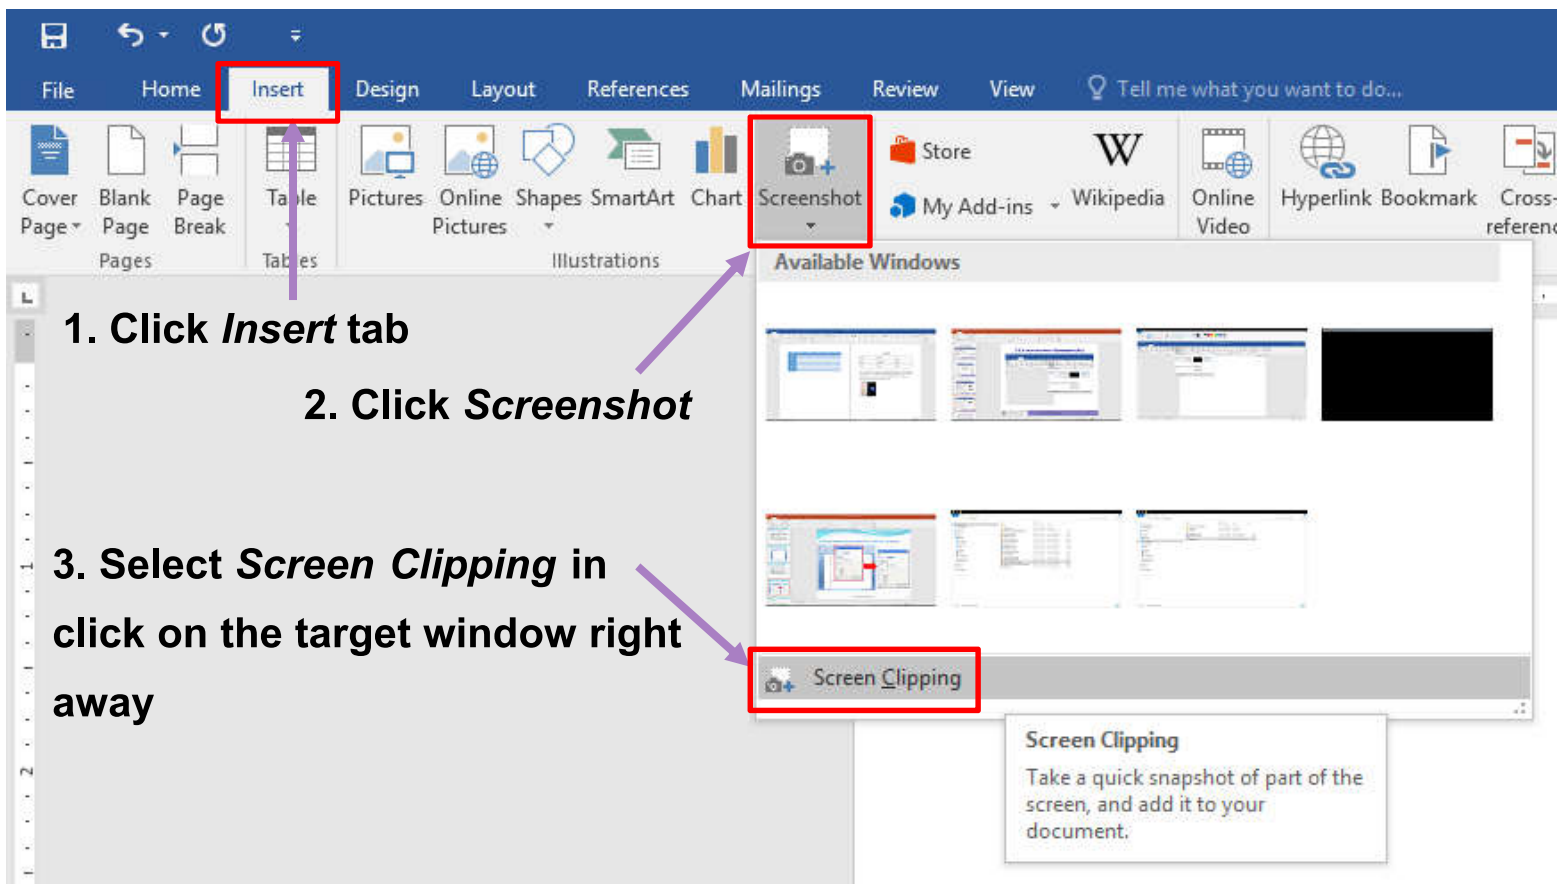 File Home Insert Design Layout References Mailings Review View Tell me what you want to do...
Cover Page
Blank Page
Page Break
Table
Pictures
Online Pictures
Shapes
SmartArt
Chart
Screenshot
Store
My Add-ins
Wikipedia
Online Video
Hyperlink
Bookmark
Cross-
referenc
Pages Tables Illustrations
Available Windows
L
1. Click Insert tab
2. Click Screenshot
3. Select Screen Clipping in
click on the target window right
away
1
2
Screen Clipping
Screen Clipping
Take a quick snapshot of part of the
screen, and add it to your
document.